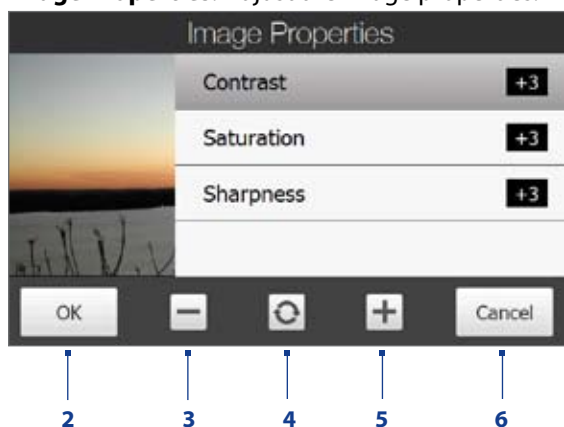 Image Properties
Contrast +3
Saturation +3
Sharpness +3
OK Cancel
2 3 4 5 6